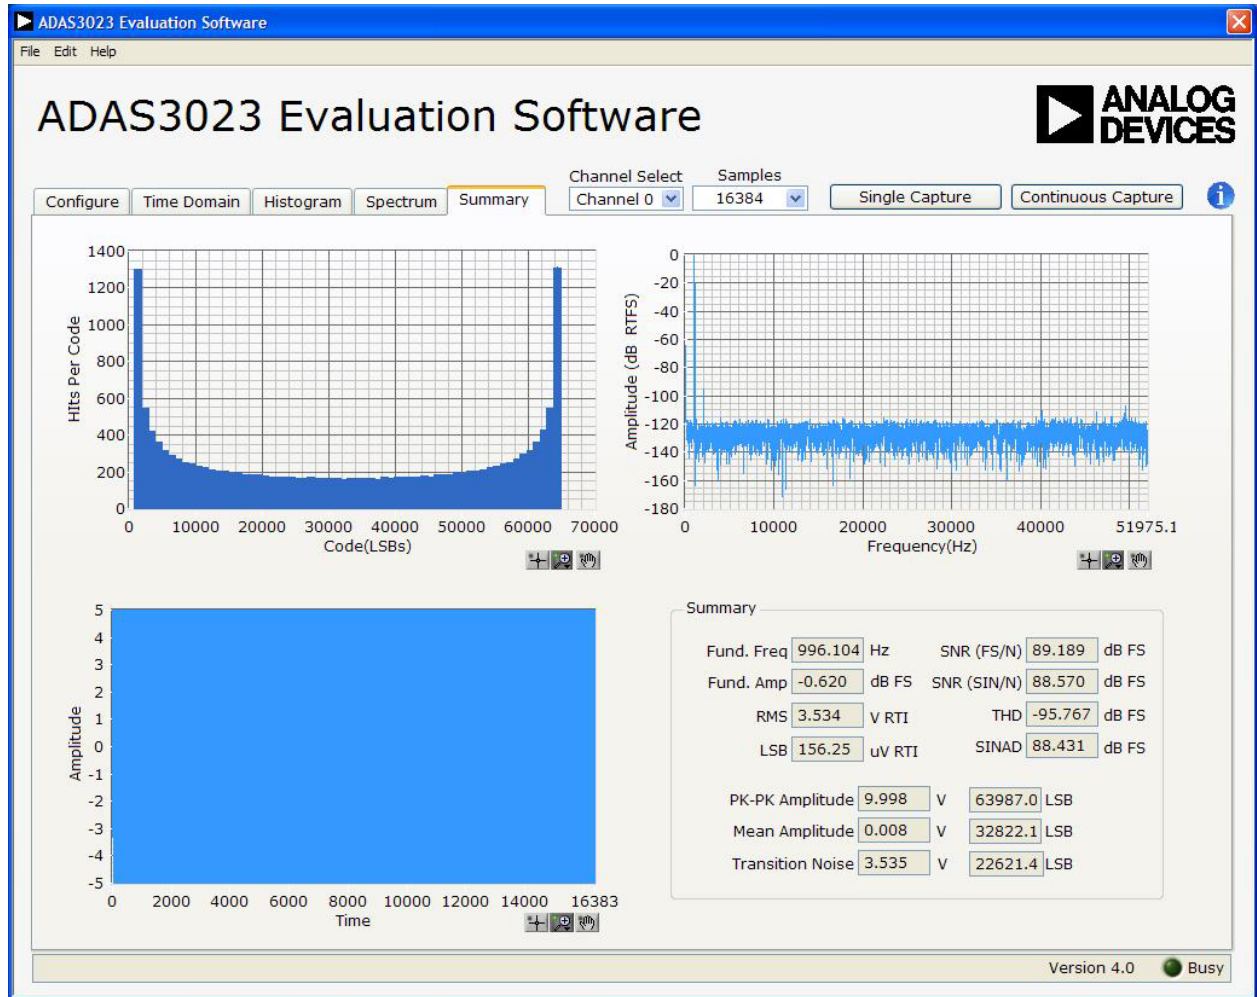 ADAS3023 Evaluation Software
File Edit Help
ADAS3023 Evaluation Software
ANALOG
DEVICES
Configure
Time Domain
Histogram
Spectrum
Summary
Channel Select
Channel 0
Samples
16384
Single Capture
Continuous Capture
i
HIts Per Code
1400
1200
1000
800
600
400
200
0
0 10000 20000 30000 40000 50000 60000 70000
Code(LSBs)
Amplitude (dB RTFS)
0
-20
-40
-60
-80
-100
-120
-140
-160
-180
0 10000 20000 30000 40000 51975.1
Frequency(Hz)
Amplitude
5
4
3
2
1
0
-1
-2
-3
-4
-5
0 2000 4000 6000 8000 10000 12000 14000 16383
Time
Summary
Fund. Freq 996.104 Hz SNR (FS/N) 89.189 dB FS
Fund. Amp -0.620 dB FS SNR (SIN/N) 88.570 dB FS
RMS 3.534 V RTI THD -95.767 dB FS
LSB 156.25 uV RTI SINAD 88.431 dB FS
PK-PK Amplitude 9.998 V 63987.0 LSB
Mean Amplitude 0.008 V 32822.1 LSB
Transition Noise 3.535 V 22621.4 LSB
Version 4.0 Busy